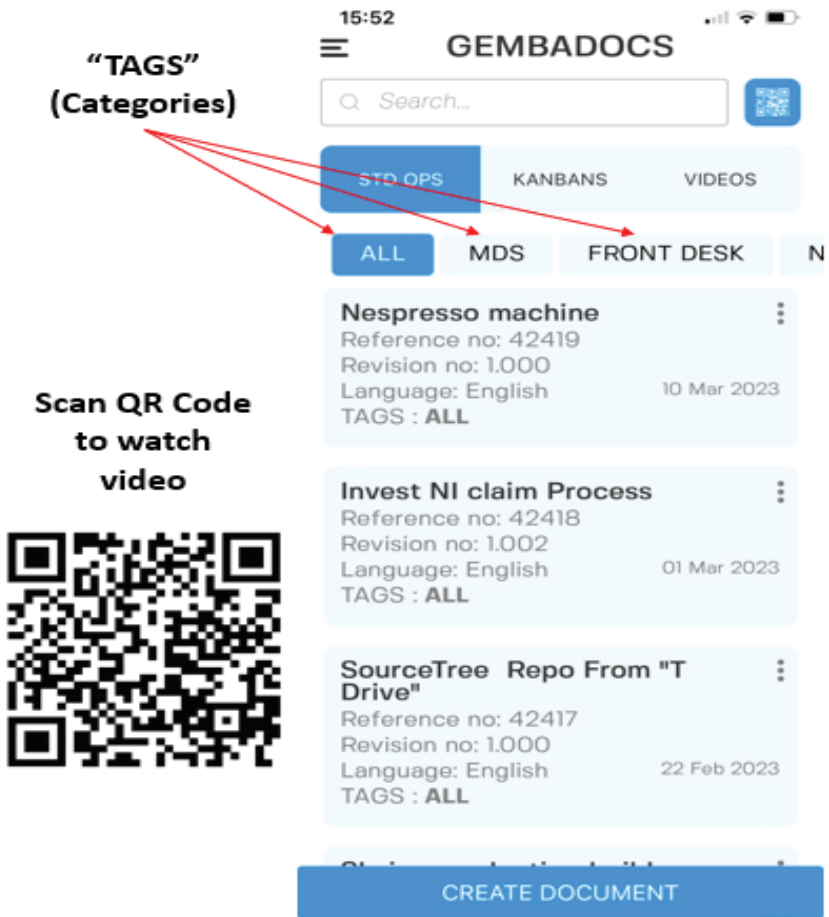 “TAGS”
(Categories)
Scan QR Code
to watch
video
15:52
GEMBADOCS
Search...
STD OPS KANBANS VIDEOS
ALL MDS FRONT DESK N
Nespresso machine
Reference no: 42419
Revision no: 1.000
Language: English 10 Mar 2023
TAGS : ALL
Invest NI claim Process
Reference no: 42418
Revision no: 1.002
Language: English 01 Mar 2023
TAGS : ALL
SourceTree Repo From "T
Drive"
Reference no: 42417
Revision no: 1.000
Language: English 22 Feb 2023
TAGS : ALL
CREATE DOCUMENT